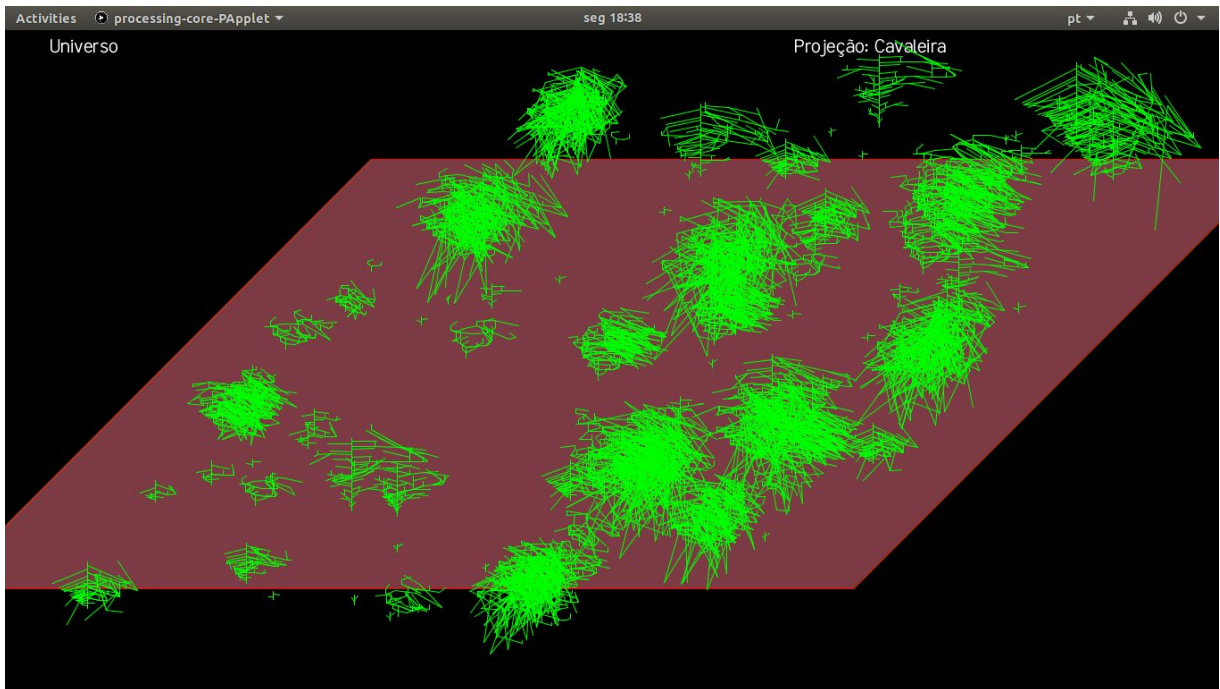 Activities processing-core-PApplet seg 18:38 pt
Universo Projeção: Cavaleira